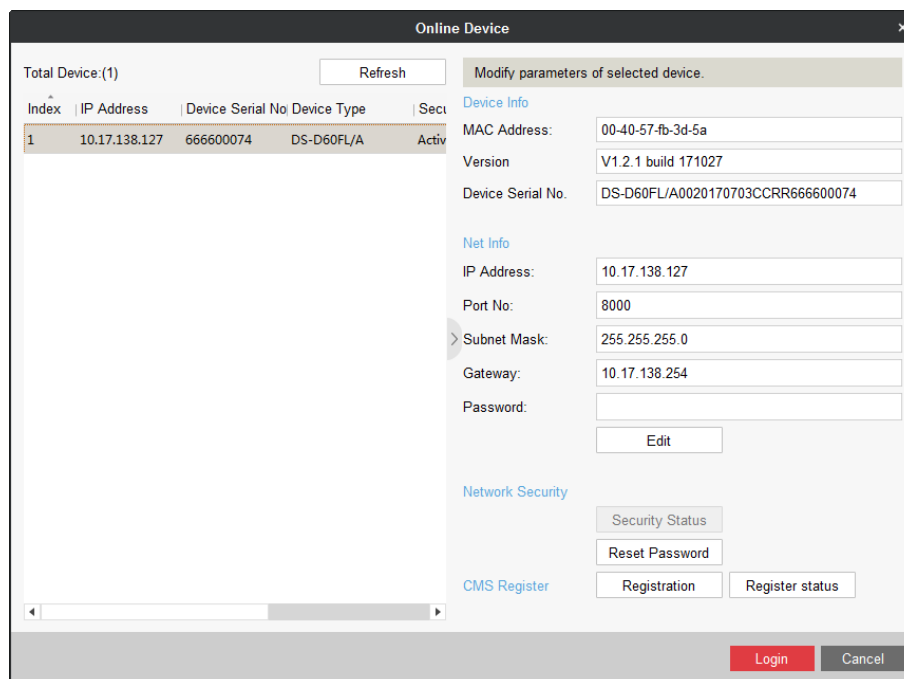 Online Device
Total Device:(1)
Refresh
Index IP Address Device Serial No Device Type Secu
1 10.17.138.127 666600074 DS-D60FL/A Activ
Modify parameters of selected device.
Device Info
MAC Address: 00-40-57-fb-3d-5a
Version V1.2.1 build 171027
Device Serial No. DS-D60FL/A0020170703CCRR666600074
Net Info
IP Address: 10.17.138.127
Port No: 8000
Subnet Mask: 255.255.255.0
Gateway: 10.17.138.254
Password:
Edit
Network Security
Security Status
Reset Password
CMS Register Registration Register status
Login Cancel